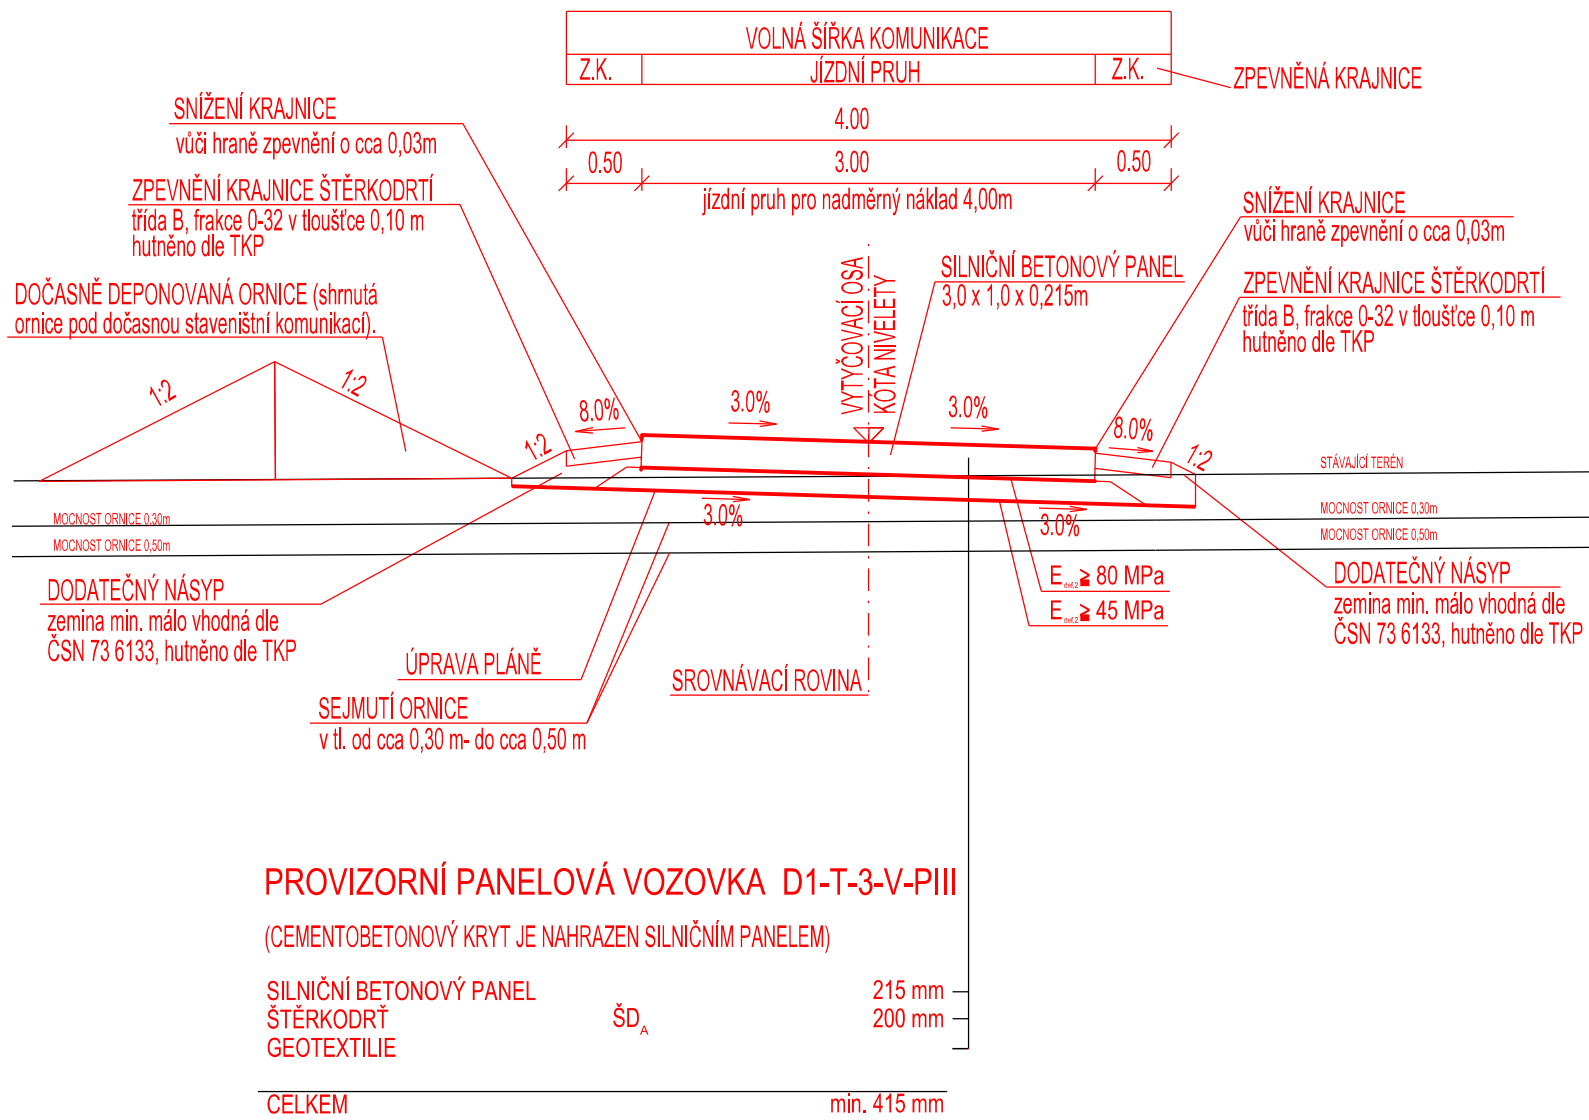 VOLNÁ ŠÍŘKA KOMUNIKACE
Z.K.
JÍZDNÍ PRUH
Z.K.
ZPEVNĚNÁ KRAJNICE
4.00
0.50
3.00
0.50
jízdní pruh pro nadměrný náklad 4,00m
SNÍŽENÍ KRAJNICE
vůči hraně zpevnění o cca 0,03m
ZPEVNĚNÍ KRAJNICE ŠTĚRKODRTÍ
třída B, frakce 0-32 v tloušťce 0,10 m
hutněno dle TKP
DOČASNĚ DEPONOVANÁ ORNICE (shrnutá
ornice pod dočasnou staveništní komunikací).
SNÍŽENÍ KRAJNICE
vůči hraně zpevnění o cca 0,03m
ZPEVNĚNÍ KRAJNICE ŠTĚRKODRTÍ
třída B, frakce 0-32 v tloušťce 0,10 m
hutněno dle TKP
SILNIČNÍ BETONOVÝ PANEL
3,0 x 1,0 x 0,215m
VYTYČOVACÍ OSA
KÓTA NIVELETY
1:2
1:2
1:2
8.0%
3.0%
3.0%
8.0%
1:2
STÁVAJÍCÍ TERÉN
MOCNOST ORNICE 0,30m
MOCNOST ORNICE 0,50m
3.0%
3.0%
MOCNOST ORNICE 0,30m
MOCNOST ORNICE 0,50m
E def,2 ≥ 80 MPa
E def,2 ≥ 45 MPa
DODATEČNÝ NÁSYP
zemina min. málo vhodná dle
ČSN 73 6133, hutněno dle TKP
DODATEČNÝ NÁSYP
zemina min. málo vhodná dle
ČSN 73 6133, hutněno dle TKP
ÚPRAVA PLÁNĚ
SROVNÁVACÍ ROVINA
SEJMUTÍ ORNICE
v tl. od cca 0,30 m- do cca 0,50 m
PROVIZORNÍ PANELOVÁ VOZOVKA D1-T-3-V-PIII
(CEMENTOBETONOVÝ KRYT JE NAHRAZEN SILNIČNÍM PANELEM)
SILNIČNÍ BETONOVÝ PANEL 215 mm
ŠTĚRKODRŤ ŠDA 200 mm
GEOTEXTILIE
CELKEM min. 415 mm